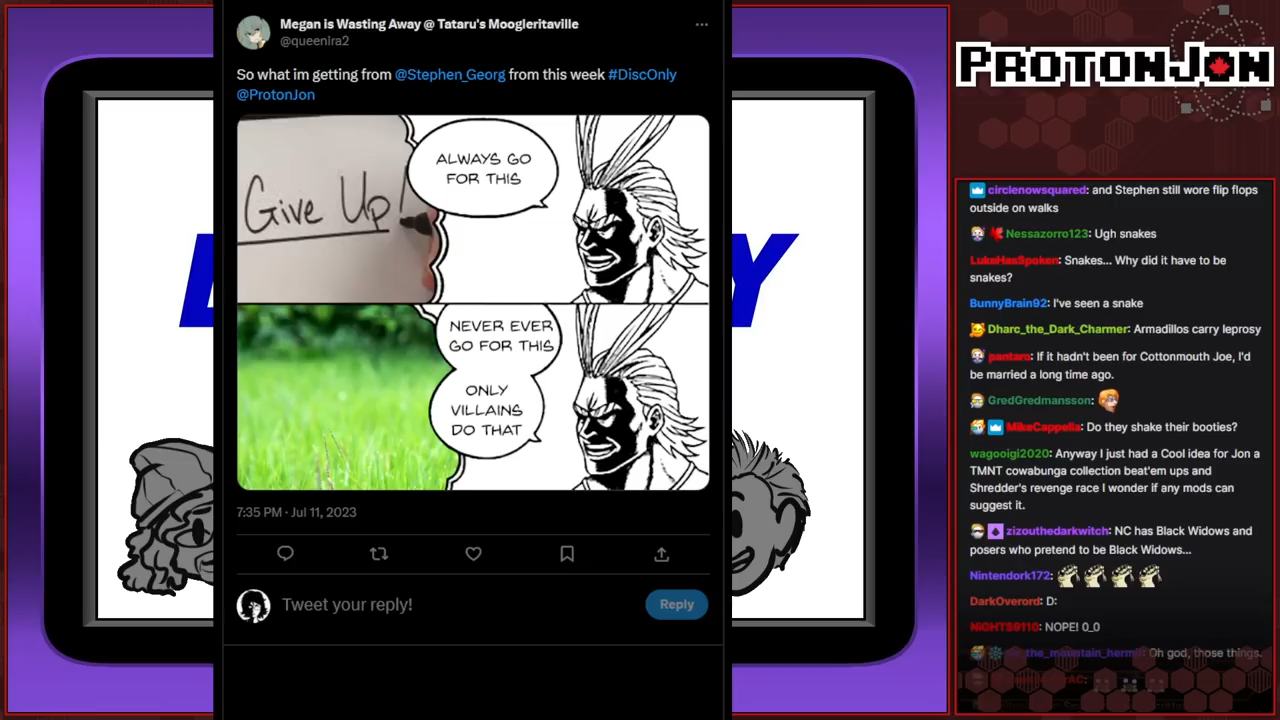 Megan is Wasting Away @ Tataru's Moogleritaville
@queenira2
So what im getting from @Stephen_Georg from this week #DiscOnly
@ProtonJon
Give Up!
ALWAYS GO
FOR THIS
NEVER EVER
GO FOR THIS
ONLY
VILLAINS
DO THAT
7:35 PM · Jul 11, 2023
Tweet your reply!
Reply
Y
PROTONJON
circlenowsquared: and Stephen still wore flip flops
outside on walks
Nessazorro123: Ugh snakes
LukeHasSpoken: Snakes... Why did it have to be
snakes?
BunnyBrain92: I've seen a snake
Dharc_the_Dark_Charmer: Armadillos carry leprosy
pantaro: If it hadn't been for Cottonmouth Joe, I'd
be married a long time ago.
GredGredmansson:
MikeCappella: Do they shake their booties?
wagooigi2020: Anyway I just had a Cool idea for Jon a
TMNT cowabunga collection beat'em ups and
Shredder's revenge race I wonder if any mods can
suggest it.
zizouthedarkwitch: NC has Black Widows and
posers who pretend to be Black Widows...
Nintendork172:
DarkOverord: D:
NiGHTS9110: NOPE! 0_0
Oh god, those things.